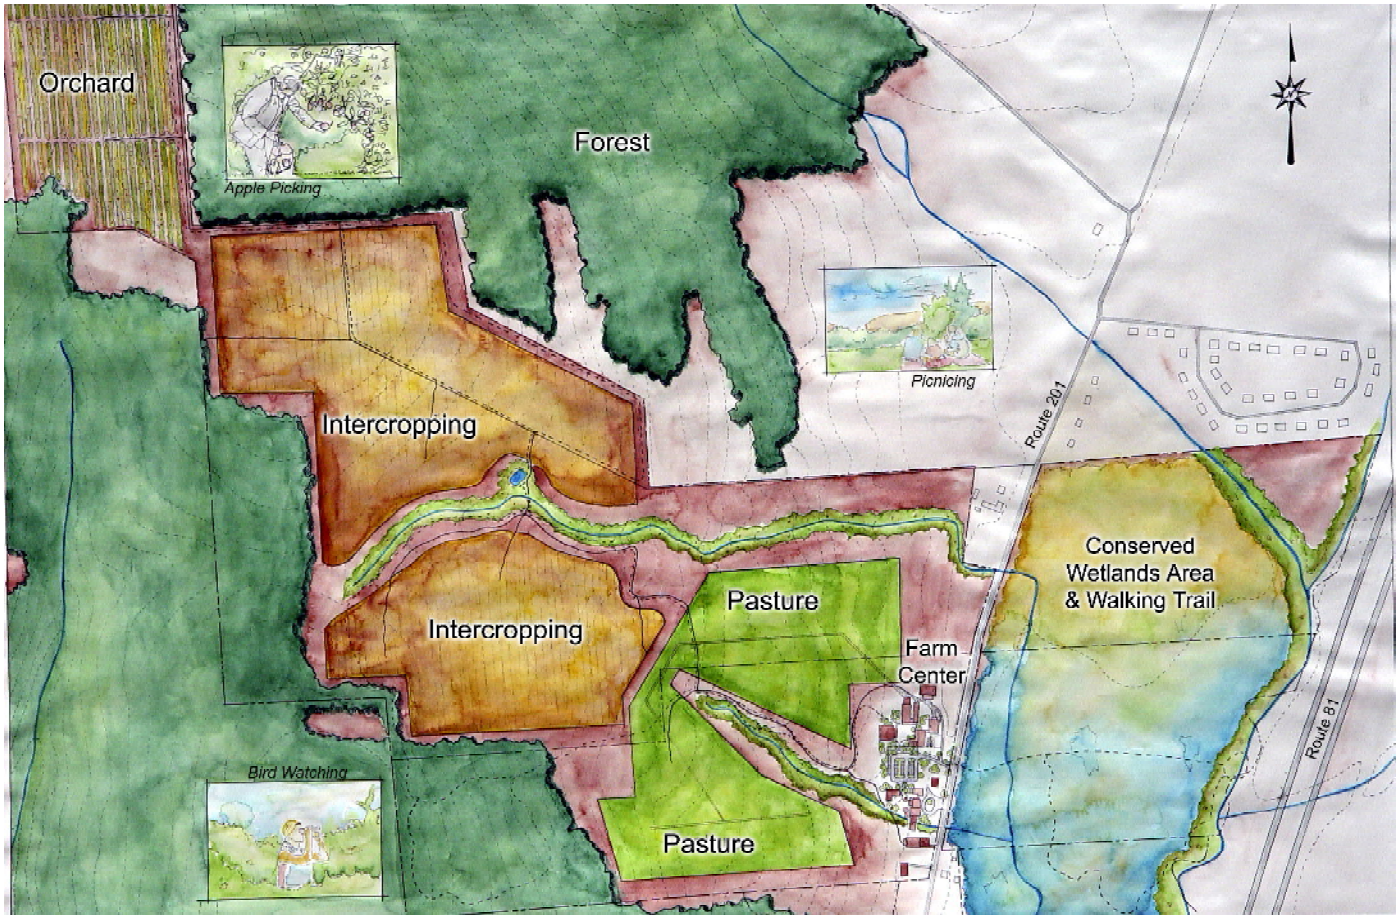 Orchard
Apple Picking
Forest
Picnicing
Route 201
Intercropping
Conserved
Wetlands Area
& Walking Trail
Pasture
Intercropping
Farm
Center
Route 81
Bird Watching
Pasture